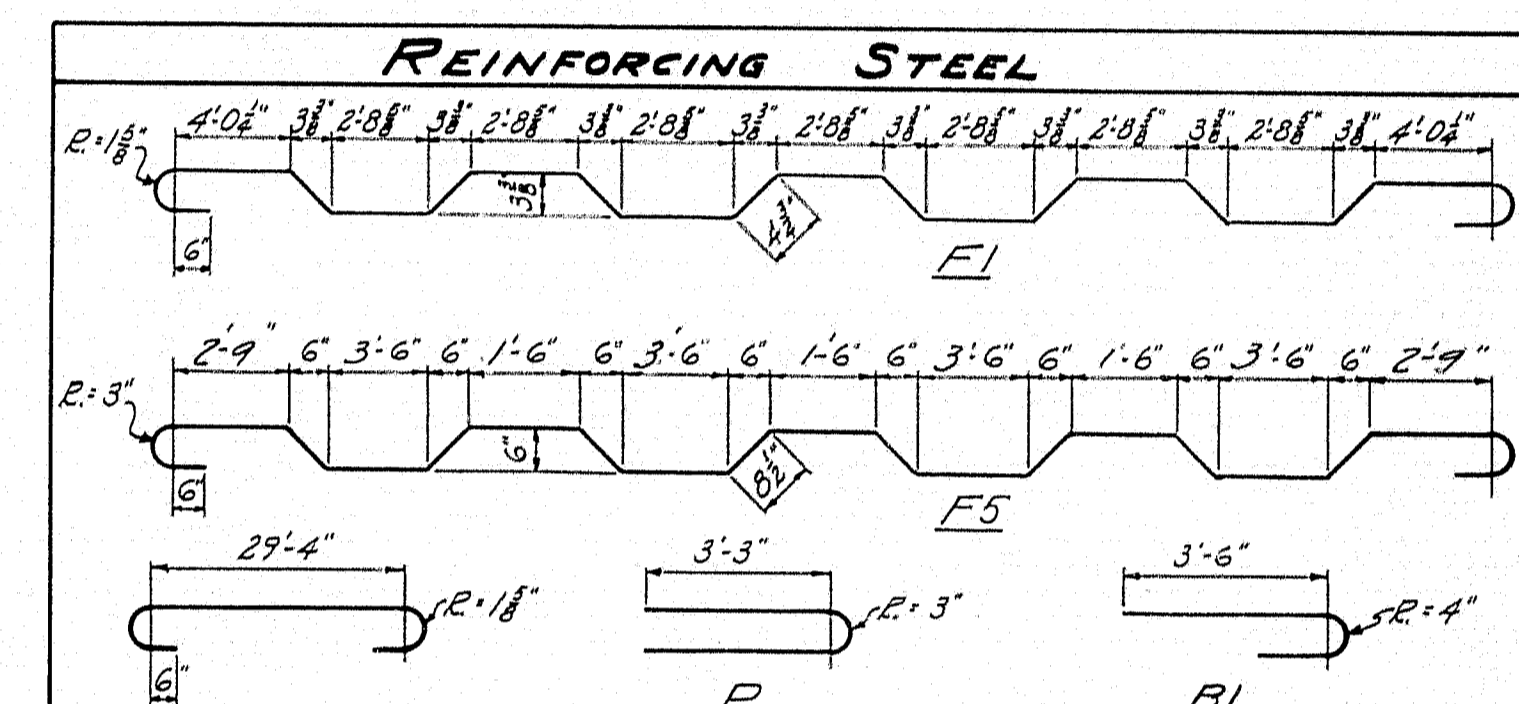 REINFORCING STEEL
4'-0¼" 3⅜" 2'-8⅝" 3⅜" 2'-8⅝" 3⅜" 2'-8⅝" 3⅜" 2'-8⅝" 3⅜" 2'-8⅝" 3⅜" 2'-8⅝" 3⅜" 2'-8⅝" 3⅜" 4'-0¼"
R.=1⅝"
3⅜"
4¾"
6"
F1
2'-9" 6" 3'-6" 6" 1'-6" 6" 3'-6" 6" 1'-6" 6" 3'-6" 6" 1'-6" 6" 3'-6" 6" 2'-9"
R.=3"
6"
8½"
6"
F5
29'-4" 3'-3" 3'-6"
R.=1⅝" R.=3" R.=4"
6"